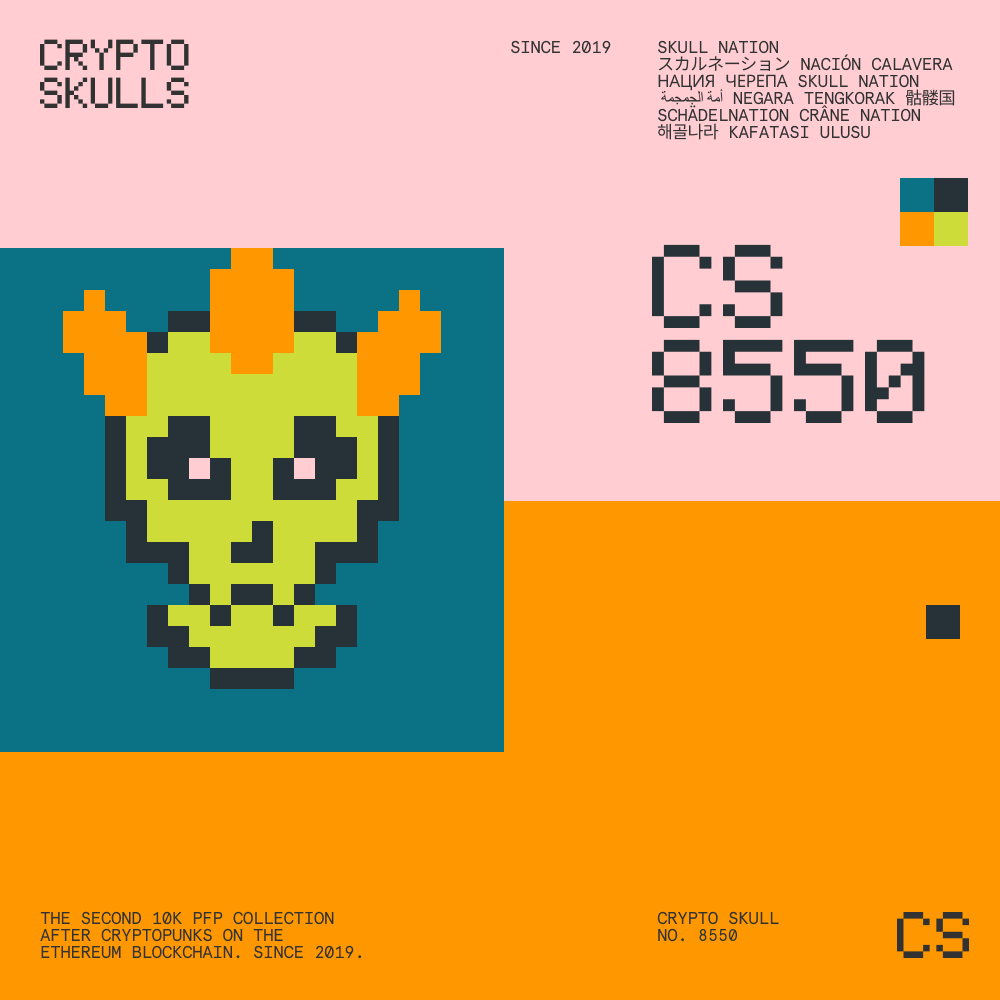 CRYPTO
SKULLS
SINCE 2019
SKULL NATION
スカルネーション NACIÓN CALAVERA
НАЦИЯ ЧЕРЕПА SKULL NATION
أمة الجمجمة NEGARA TENGKORAK 骷髅国
SCHÄDELNATION CRÂNE NATION
해골나라 KAFATASI ULUSU
CS
8550
THE SECOND 10K PFP COLLECTION
AFTER CRYPTOPUNKS ON THE
ETHEREUM BLOCKCHAIN. SINCE 2019.
CRYPTO SKULL
NO. 8550
CS